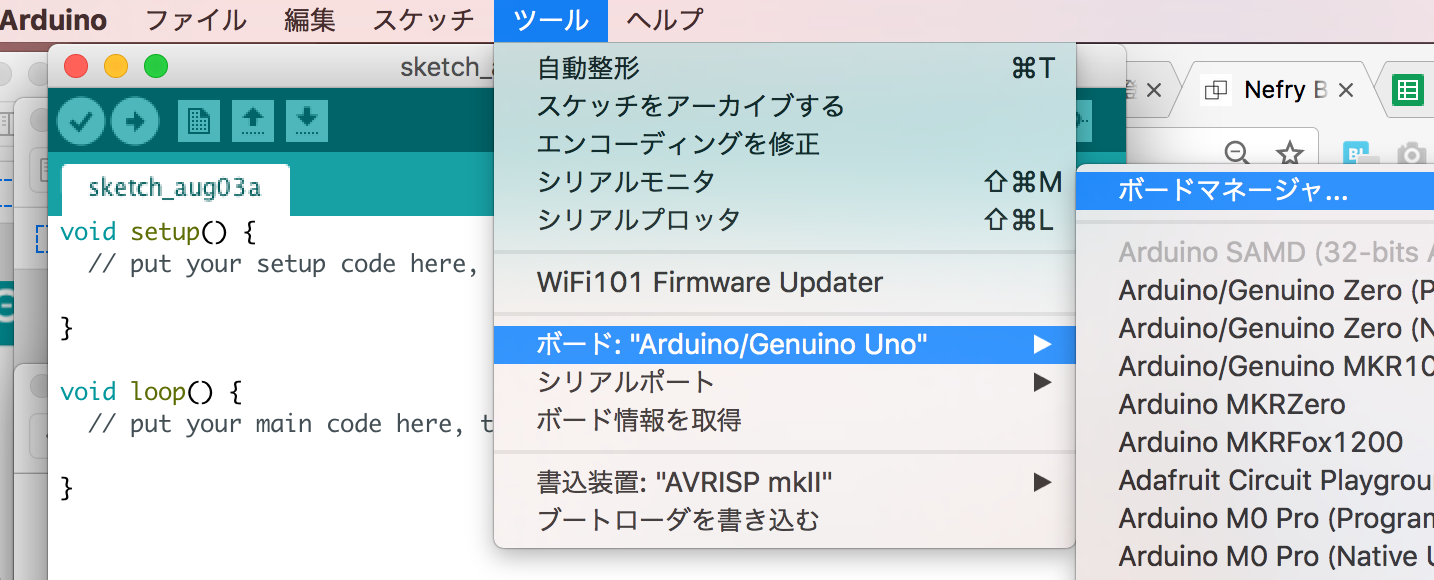 Arduino ファイル 編集 スケッチ ツール ヘルプ
sketch_
Nefry B
sketch_aug03a
void setup() {
// put your setup code here,
}
void loop() {
// put your main code here, t
}
自動整形 ⌘T
スケッチをアーカイブする
エンコーディングを修正
シリアルモニタ ⇧⌘M
シリアルプロッタ ⇧⌘L
WiFi101 Firmware Updater
ボード: "Arduino/Genuino Uno" ▶
シリアルポート ▶
ボード情報を取得
書込装置: "AVRISP mkII" ▶
ブートローダを書き込む
ボードマネージャ...
Arduino SAMD (32-bits
Arduino/Genuino Zero (P
Arduino/Genuino Zero (N
Arduino/Genuino MKR10
Arduino MKRZero
Arduino MKRFox1200
Adafruit Circuit Playgrou
Arduino M0 Pro (Program
Arduino M0 Pro (Native U